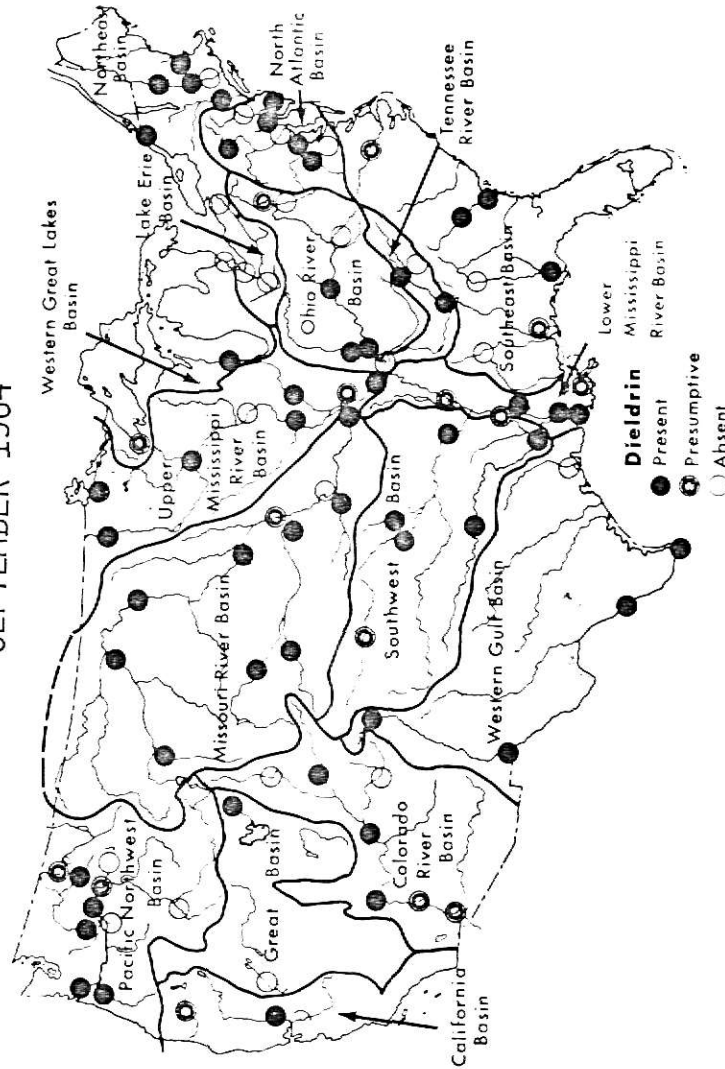 SEPTEMBER 1964
Western Great Lakes
Basin
Lake Erie
Basin
Northeast
Basin
North
Atlantic
Basin
Tennessee
River Basin
Ohio River
Basin
Upper
Mississippi
River
Basin
Missouri River Basin
Pacific Northwest
Basin
Great
Basin
California
Basin
Colorado
River
Basin
Southwest
Basin
Western Gulf Basin
Southeast Basin
Lower
Mississippi
River Basin
Dieldrin
Present
Presumptive
Absent